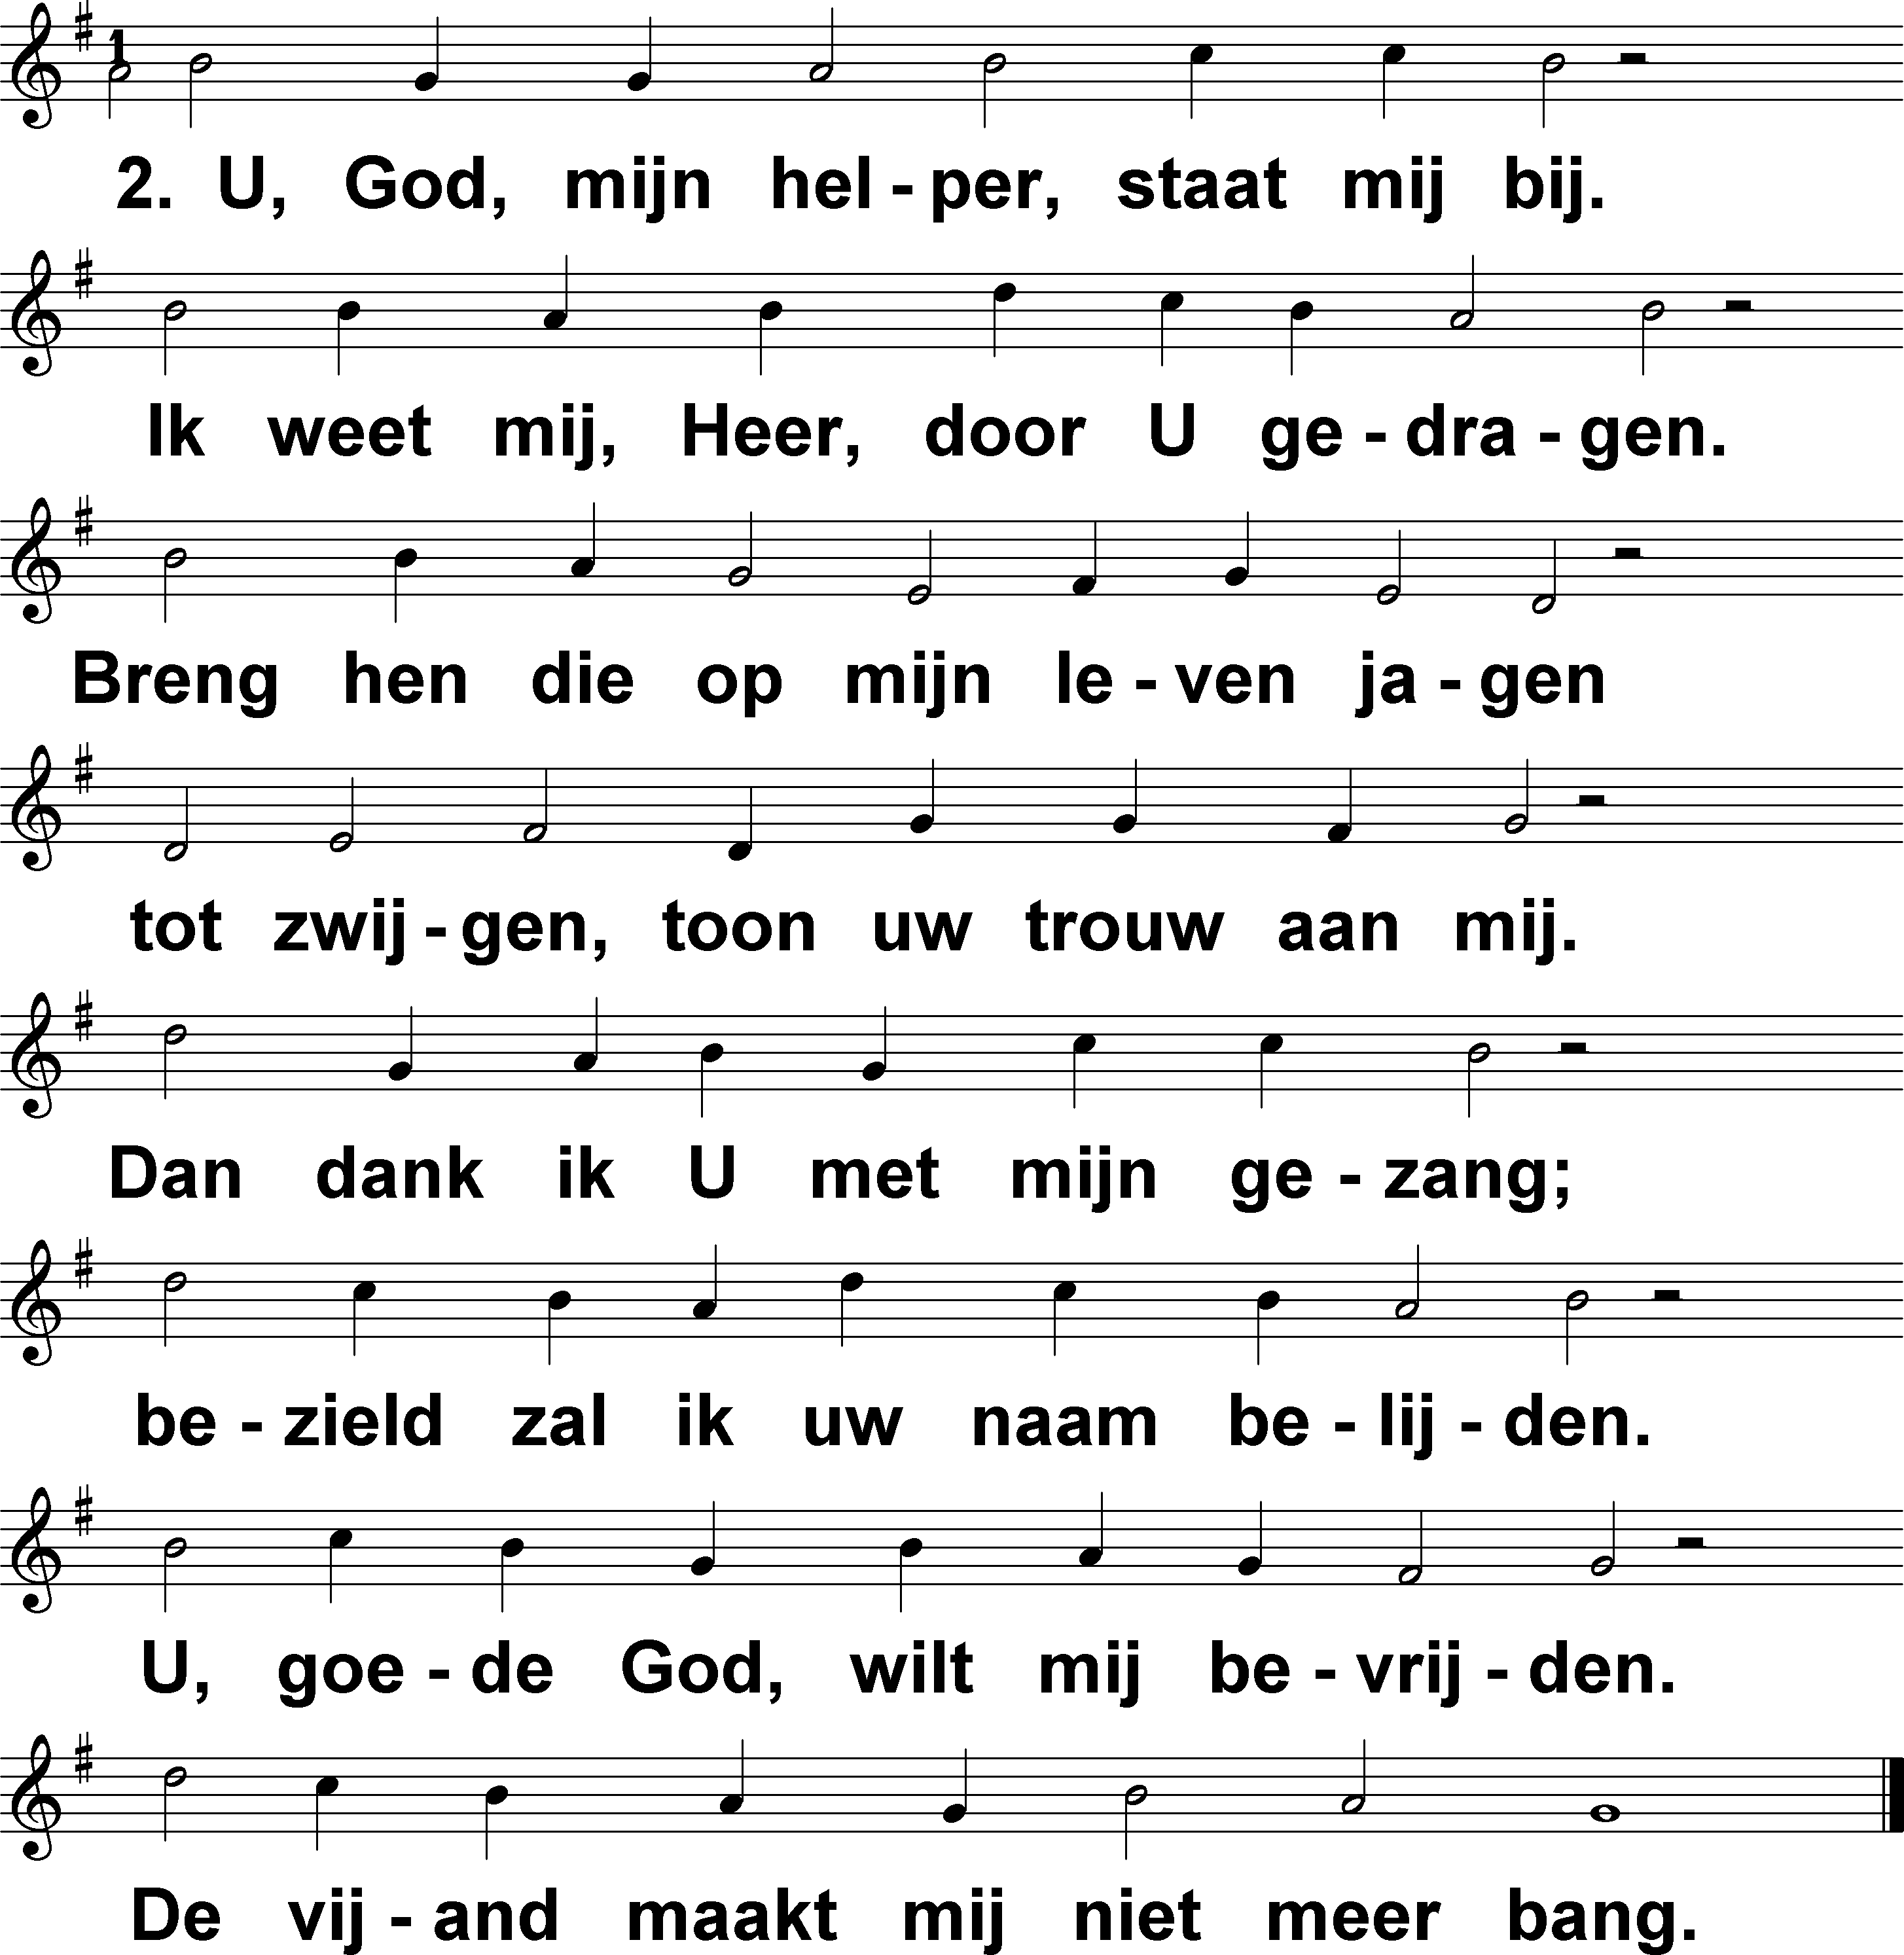 2. U, God, mijn hel - per, staat mij bij.
Ik weet mij, Heer, door U ge - dra - gen.
Breng hen die op mijn le - ven ja - gen
tot zwij - gen, toon uw trouw aan mij.
Dan dank ik U met mijn ge - zang;
be - zield zal ik uw naam be - lij - den.
U, goe - de God, wilt mij be - vrij - den.
De vij - and maakt mij niet meer bang.